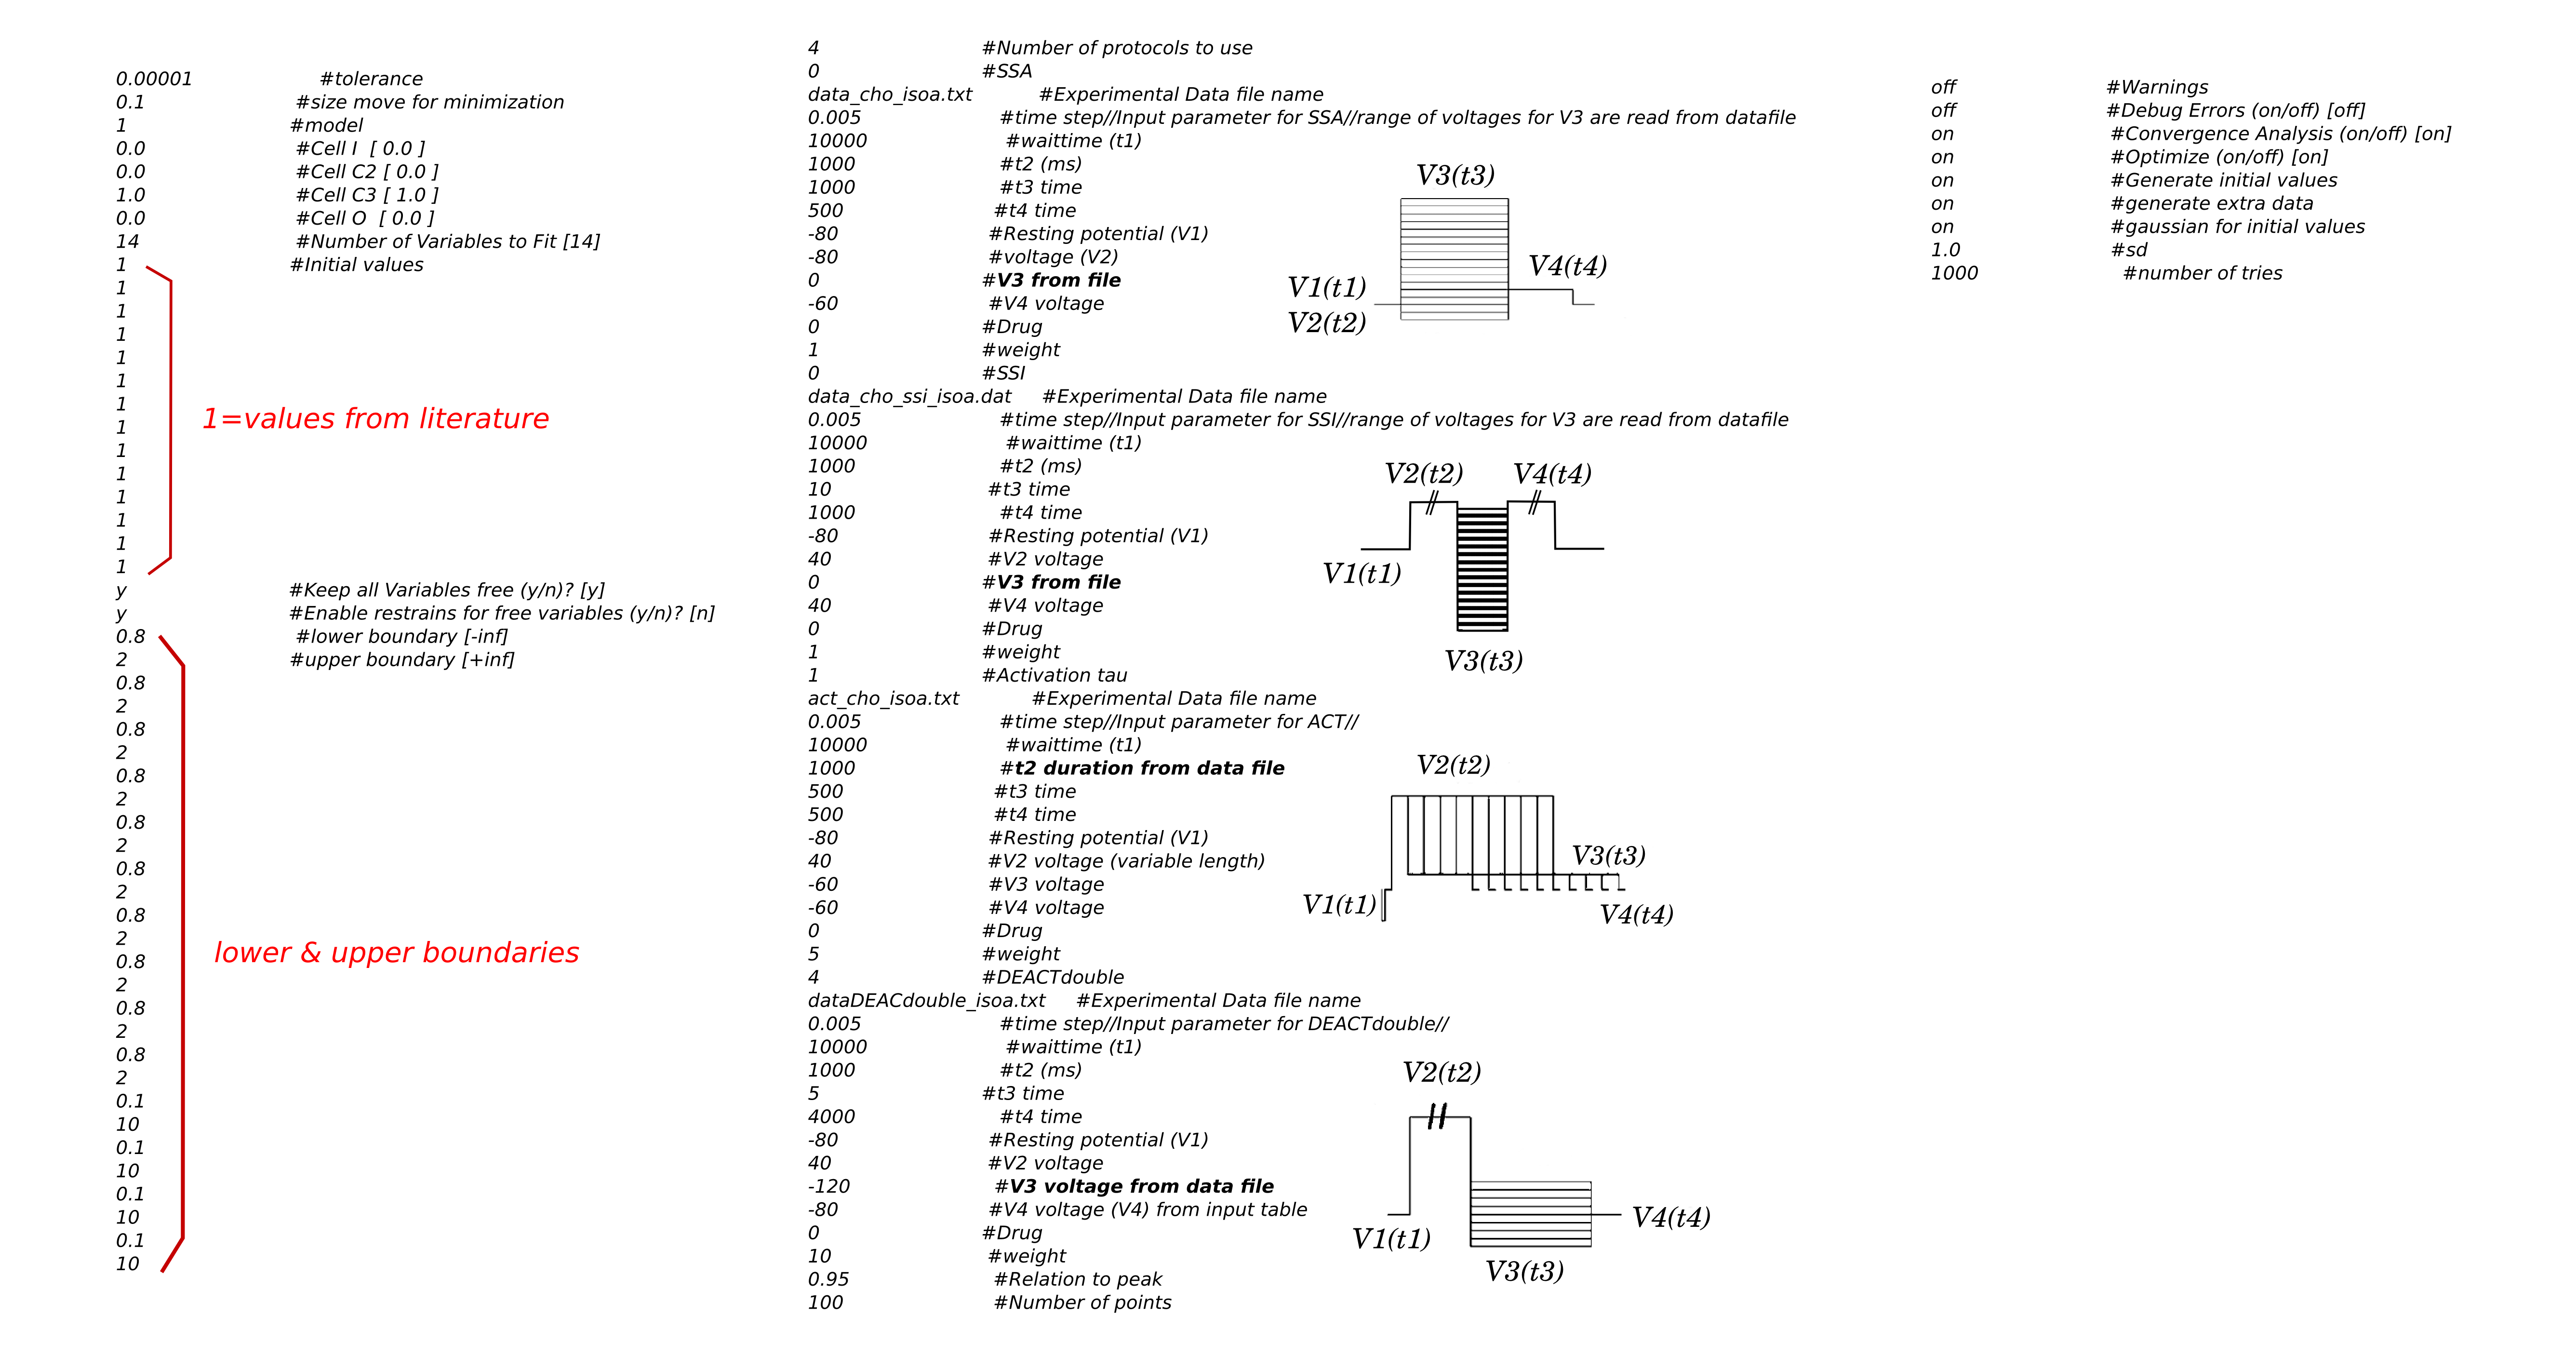 0.00001 #tolerance
0.1 #size move for minimization
1 #model
0.0 #Cell I [ 0.0 ]
0.0 #Cell C2 [ 0.0 ]
1.0 #Cell C3 [ 1.0 ]
0.0 #Cell O [ 0.0 ]
14 #Number of Variables to Fit [14]
1 #Initial values
1
1
1
1
1
1
1
1
1
1
1
1
1
1=values from literature
y #Keep all Variables free (y/n)? [y]
y #Enable restrains for free variables (y/n)? [n]
0.8 #lower boundary [-inf]
2 #upper boundary [+inf]
0.8
2
0.8
2
0.8
2
0.8
2
0.8
2
0.8
2
0.8
2
0.8
2
0.8
2
0.1
10
0.1
10
0.1
10
0.1
10
lower & upper boundaries
4 #Number of protocols to use
0 #SSA
data_cho_isoa.txt #Experimental Data file name
0.005 #time step//Input parameter for SSA//range of voltages for V3 are read from datafile
10000 #waittime (t1)
1000 #t2 (ms)
1000 #t3 time
500 #t4 time
-80 #Resting potential (V1)
-80 #voltage (V2)
0 #V3 from file
-60 #V4 voltage
0 #Drug
1 #weight
V3(t3)
V4(t4)
V1(t1)
V2(t2)
0 #SSI
data_cho_ssi_isoa.dat #Experimental Data file name
0.005 #time step//Input parameter for SSI//range of voltages for V3 are read from datafile
10000 #waittime (t1)
1000 #t2 (ms)
10 #t3 time
1000 #t4 time
-80 #Resting potential (V1)
40 #V2 voltage
0 #V3 from file
40 #V4 voltage
0 #Drug
1 #weight
V2(t2) V4(t4)
V1(t1)
V3(t3)
1 #Activation tau
act_cho_isoa.txt #Experimental Data file name
0.005 #time step//Input parameter for ACT//
10000 #waittime (t1)
1000 #t2 duration from data file
500 #t3 time
500 #t4 time
-80 #Resting potential (V1)
40 #V2 voltage (variable length)
-60 #V3 voltage
-60 #V4 voltage
0 #Drug
5 #weight
V2(t2)
V3(t3)
V1(t1)
V4(t4)
4 #DEACTdouble
dataDEACdouble_isoa.txt #Experimental Data file name
0.005 #time step//Input parameter for DEACTdouble//
10000 #waittime (t1)
1000 #t2 (ms)
5 #t3 time
4000 #t4 time
-80 #Resting potential (V1)
40 #V2 voltage
-120 #V3 voltage from data file
-80 #V4 voltage (V4) from input table
0 #Drug
10 #weight
0.95 #Relation to peak
100 #Number of points
V2(t2)
V4(t4)
V1(t1)
V3(t3)
off #Warnings
off #Debug Errors (on/off) [off]
on #Convergence Analysis (on/off) [on]
on #Optimize (on/off) [on]
on #Generate initial values
on #generate extra data
on #gaussian for initial values
1.0 #sd
1000 #number of tries